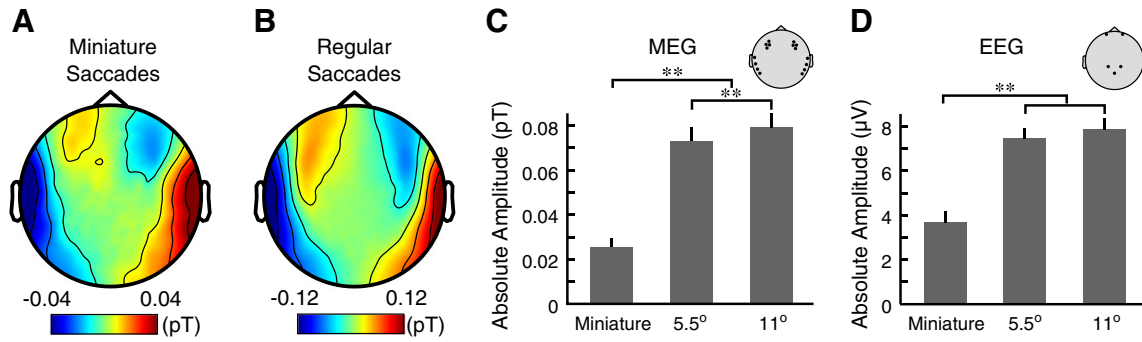 A
Miniature
Saccades
-0.04 0.04
(pT)
B
Regular
Saccades
-0.12 0.12
(pT)
C
MEG
**
**
Absolute Amplitude (pT)
0.08
0.06
0.04
0.02
0
Miniature 5.5° 11°
D
EEG
**
Absolute Amplitude (µV)
8
6
4
2
0
Miniature 5.5° 11°